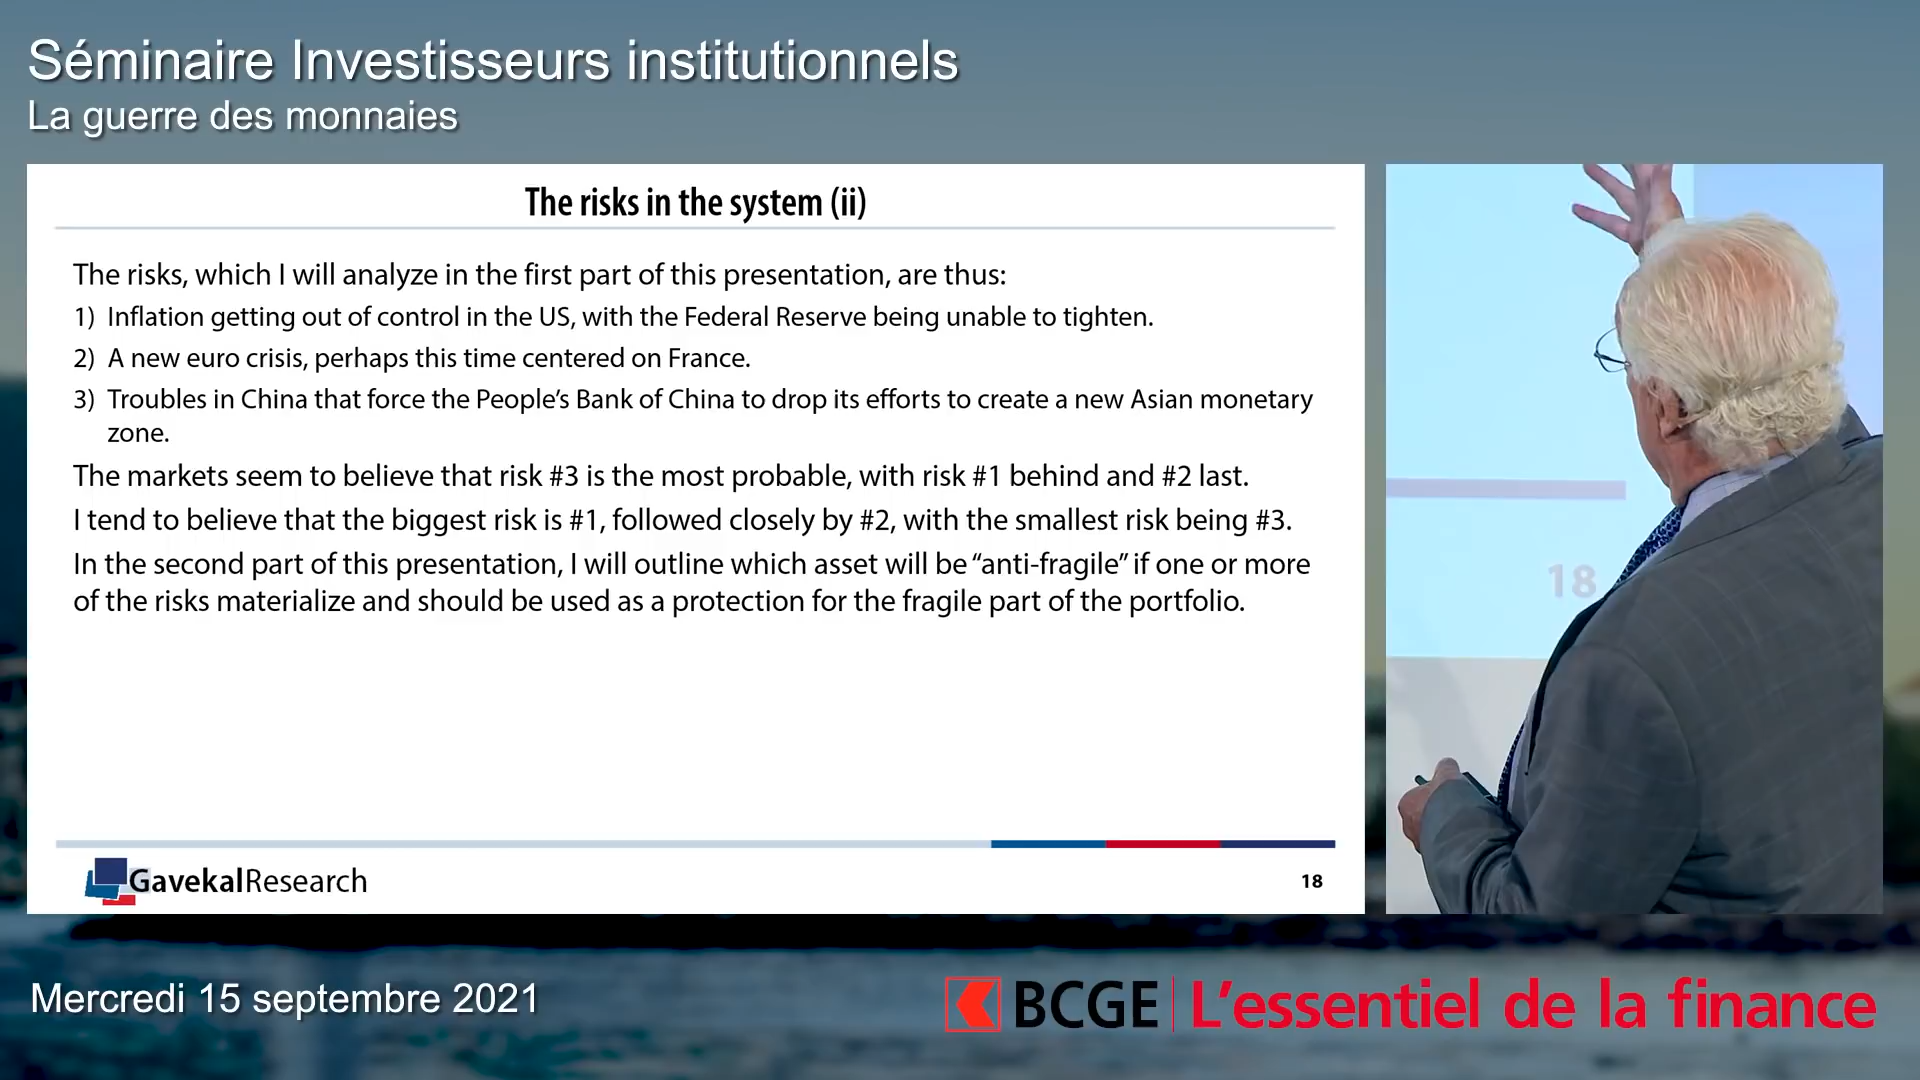 Séminaire Investisseurs institutionnels
La guerre des monnaies
The risks in the system (ii)
The risks, which I will analyze in the first part of this presentation, are thus:
1) Inflation getting out of control in the US, with the Federal Reserve being unable to tighten.
2) A new euro crisis, perhaps this time centered on France.
3) Troubles in China that force the People's Bank of China to drop its efforts to create a new Asian monetary
zone.
The markets seem to believe that risk #3 is the most probable, with risk #1 behind and #2 last.
I tend to believe that the biggest risk is #1, followed closely by #2, with the smallest risk being #3.
In the second part of this presentation, I will outline which asset will be “anti-fragile” if one or more
of the risks materialize and should be used as a protection for the fragile part of the portfolio.
GavekalResearch
18
18
Mercredi 15 septembre 2021
BCGE | L'essentiel de la finance